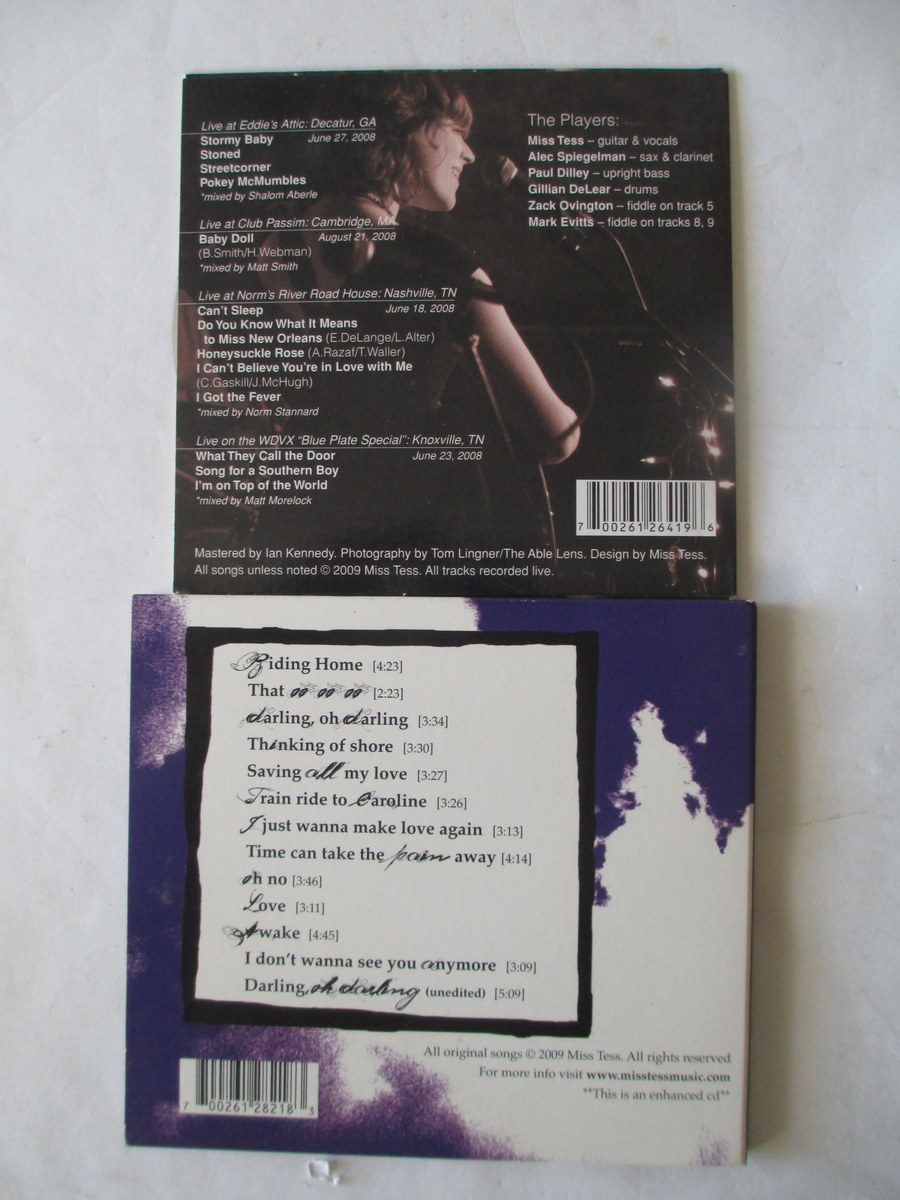 Live at Eddie's Attic: Decatur, GA
Stormy Baby June 27, 2008
Stoned
Streetcorner
Pokey McMumbles
*mixed by Shalom Aberle
Live at Club Passim: Cambridge, MA
Baby Doll August 21, 2008
(B.Smith/H.Webman)
*mixed by Matt Smith
Live at Norm's River Road House: Nashville, TN
Can't Sleep June 18, 2008
Do You Know What It Means
to Miss New Orleans (E.DeLange/L.Alter)
Honeysuckle Rose (A.Razaf/T.Waller)
I Can't Believe You're in Love with Me
(C.Gaskill/J.McHugh)
I Got the Fever
*mixed by Norm Stannard
Live on the WDVX "Blue Plate Special": Knoxville, TN
What They Call the Door June 23, 2008
Song for a Southern Boy
I'm on Top of the World
*mixed by Matt Morelock
The Players:
Miss Tess – guitar & vocals
Alec Spiegelman – sax & clarinet
Paul Dilley – upright bass
Gillian DeLear – drums
Zack Ovington – fiddle on track 5
Mark Evitts – fiddle on tracks 8, 9
7 00261 26419 6
Mastered by Ian Kennedy. Photography by Tom Lingner/The Able Lens. Design by Miss Tess.
All songs unless noted © 2009 Miss Tess. All tracks recorded live.
Riding Home [4:23]
That oo oo oo [2:23]
darling, oh darling [3:34]
Thinking of shore [3:30]
Saving all my love [3:27]
Train ride to Caroline [3:26]
I just wanna make love again [3:13]
Time can take the pain away [4:14]
oh no [3:46]
Love [3:11]
Awake [4:45]
I don't wanna see you anymore [3:09]
Darling, oh darling (unedited) [5:09]
All original songs © 2009 Miss Tess. All rights reserved
For more info visit www.misstessmusic.com
**This is an enhanced cd**
7 00261 28218 3